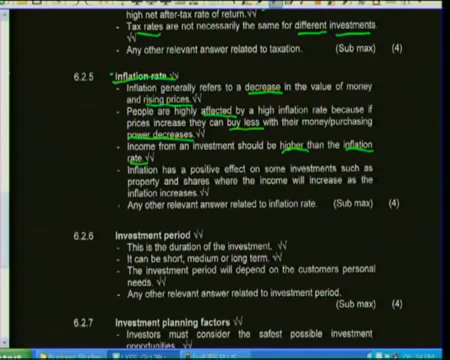 high net after-tax rate of return. √√
- Tax rates are not necessarily the same for different investments.
√√
- Any other relevant answer related to taxation. (Sub max) (4)
6.2.5 Inflation rate √√
- Inflation generally refers to a decrease in the value of money
and rising prices. √√
- People are highly affected by a high inflation rate because if
prices increase they can buy less with their money/purchasing
power decreases. √√
- Income from an investment should be higher than the inflation
rate √√
- Inflation has a positive effect on some investments such as
property and shares where the income will increase as the
inflation increases. √√
- Any other relevant answer related to inflation rate. (Sub max) (4)
6.2.6 Investment period √√
- This is the duration of the investment. √√
- It can be short, medium or long term. √√
- The investment period will depend on the customers personal
needs. √√
- Any other relevant answer related to investment period.
(Sub max) (4)
6.2.7 Investment planning factors √√
- Investors must consider the safest possible investment
opportunities. √√